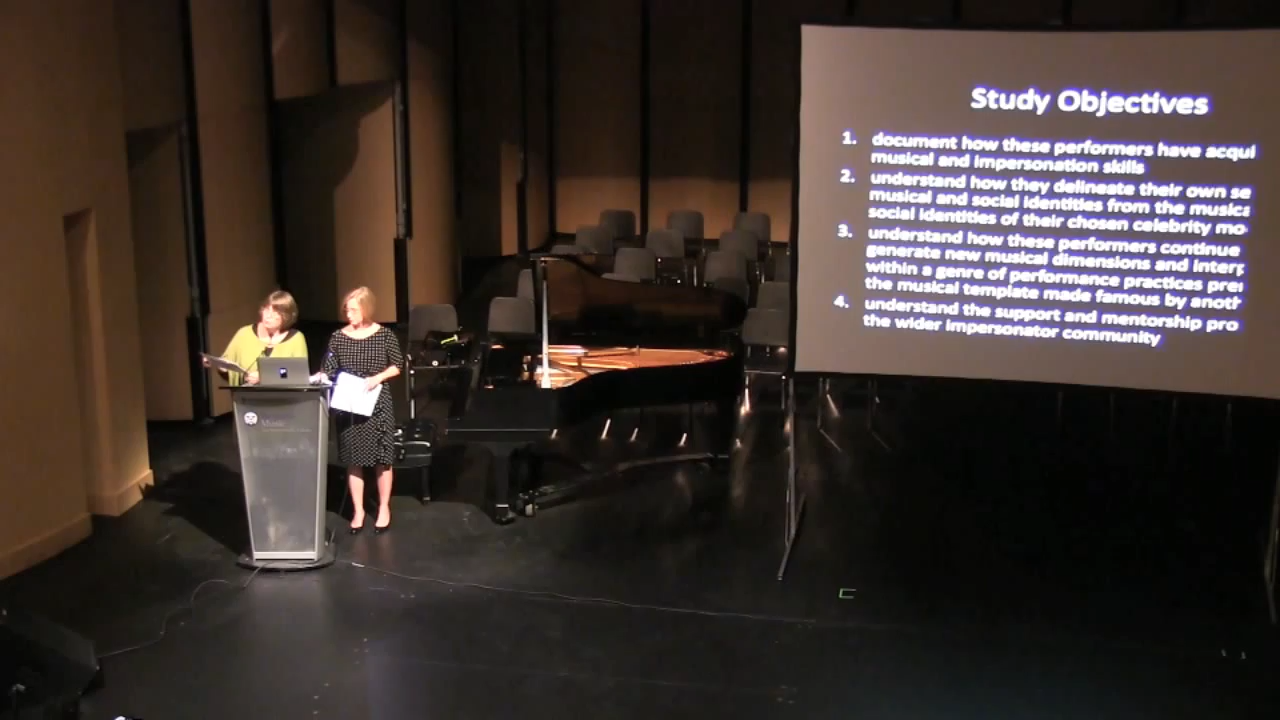 Study Objectives
1. document how these performers have acqui
musical and impersonation skills
2. understand how they delineate their own se
musical and social identities from the musica
social identities of their chosen celebrity mo
3. understand how these performers continue
generate new musical dimensions and interp
within a genre of performance practices pre
the musical template made famous by anoth
4. understand the support and mentorship pro
the wider impersonator community
Music